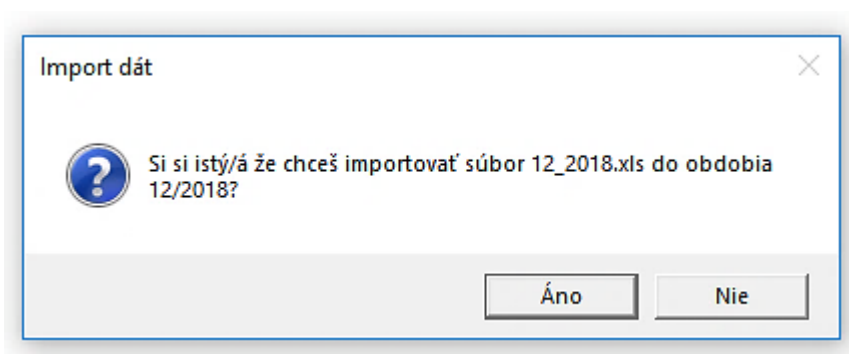 Import dát
Si si istý/á že chceš importovať súbor 12_2018.xls do obdobia
12/2018?
Áno
Nie